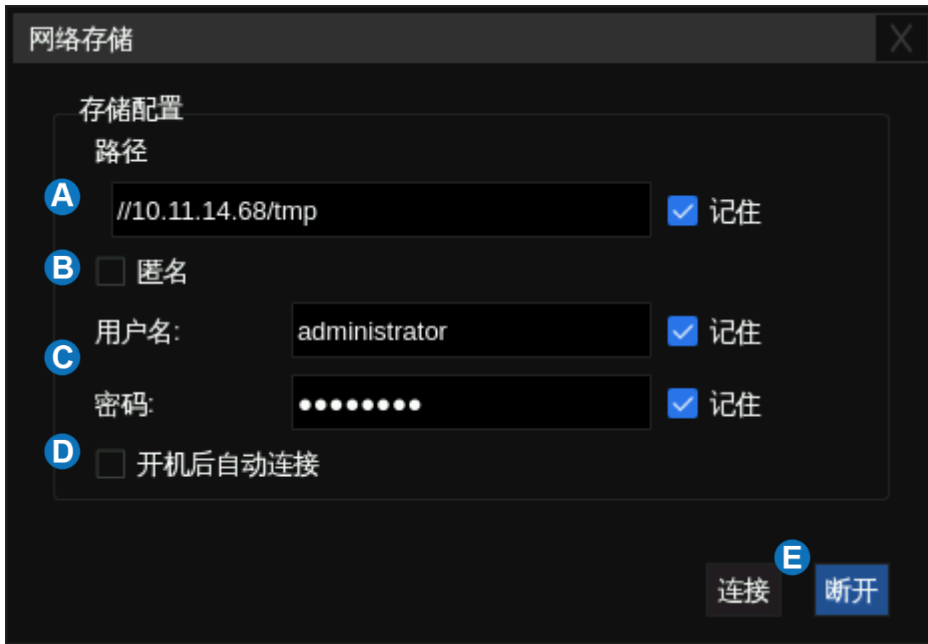 网络存储 X
存储配置
路径
A //10.11.14.68/tmp 记住
B 匿名
用户名: administrator 记住
C
密码: ●●●●●●●● 记住
D 开机后自动连接
E
连接 断开